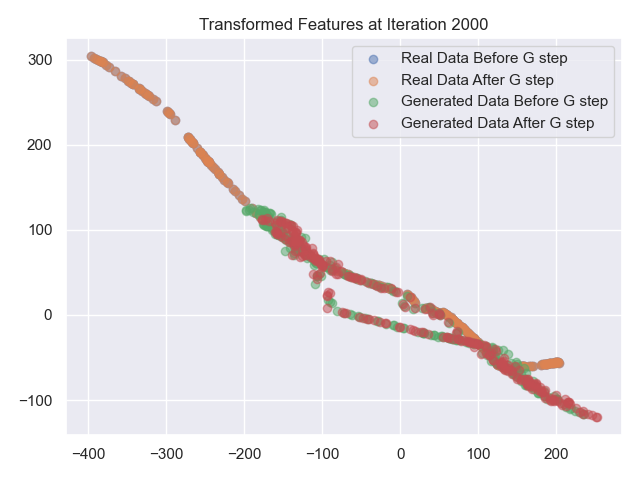 Transformed Features at Iteration 2000
Real Data Before G step
Real Data After G step
Generated Data Before G step
Generated Data After G step
300
200
100
0
−100
−400
−300
−200
−100
0
100
200